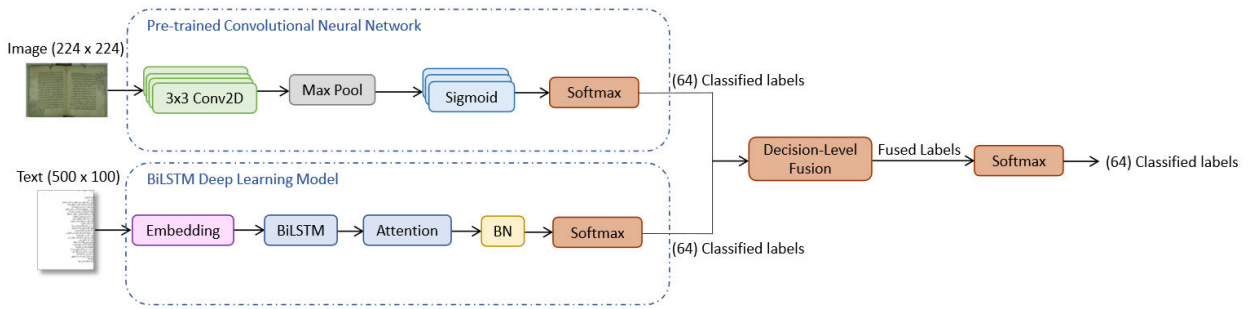 Pre-trained Convolutional Neural Network
Image (224 x 224)
3x3 Conv2D
Max Pool
Sigmoid
Softmax
(64) Classified labels
Decision-Level
Fusion
Fused Labels
Softmax
(64) Classified labels
Text (500 x 100)
BiLSTM Deep Learning Model
Embedding
BiLSTM
Attention
BN
Softmax
(64) Classified labels